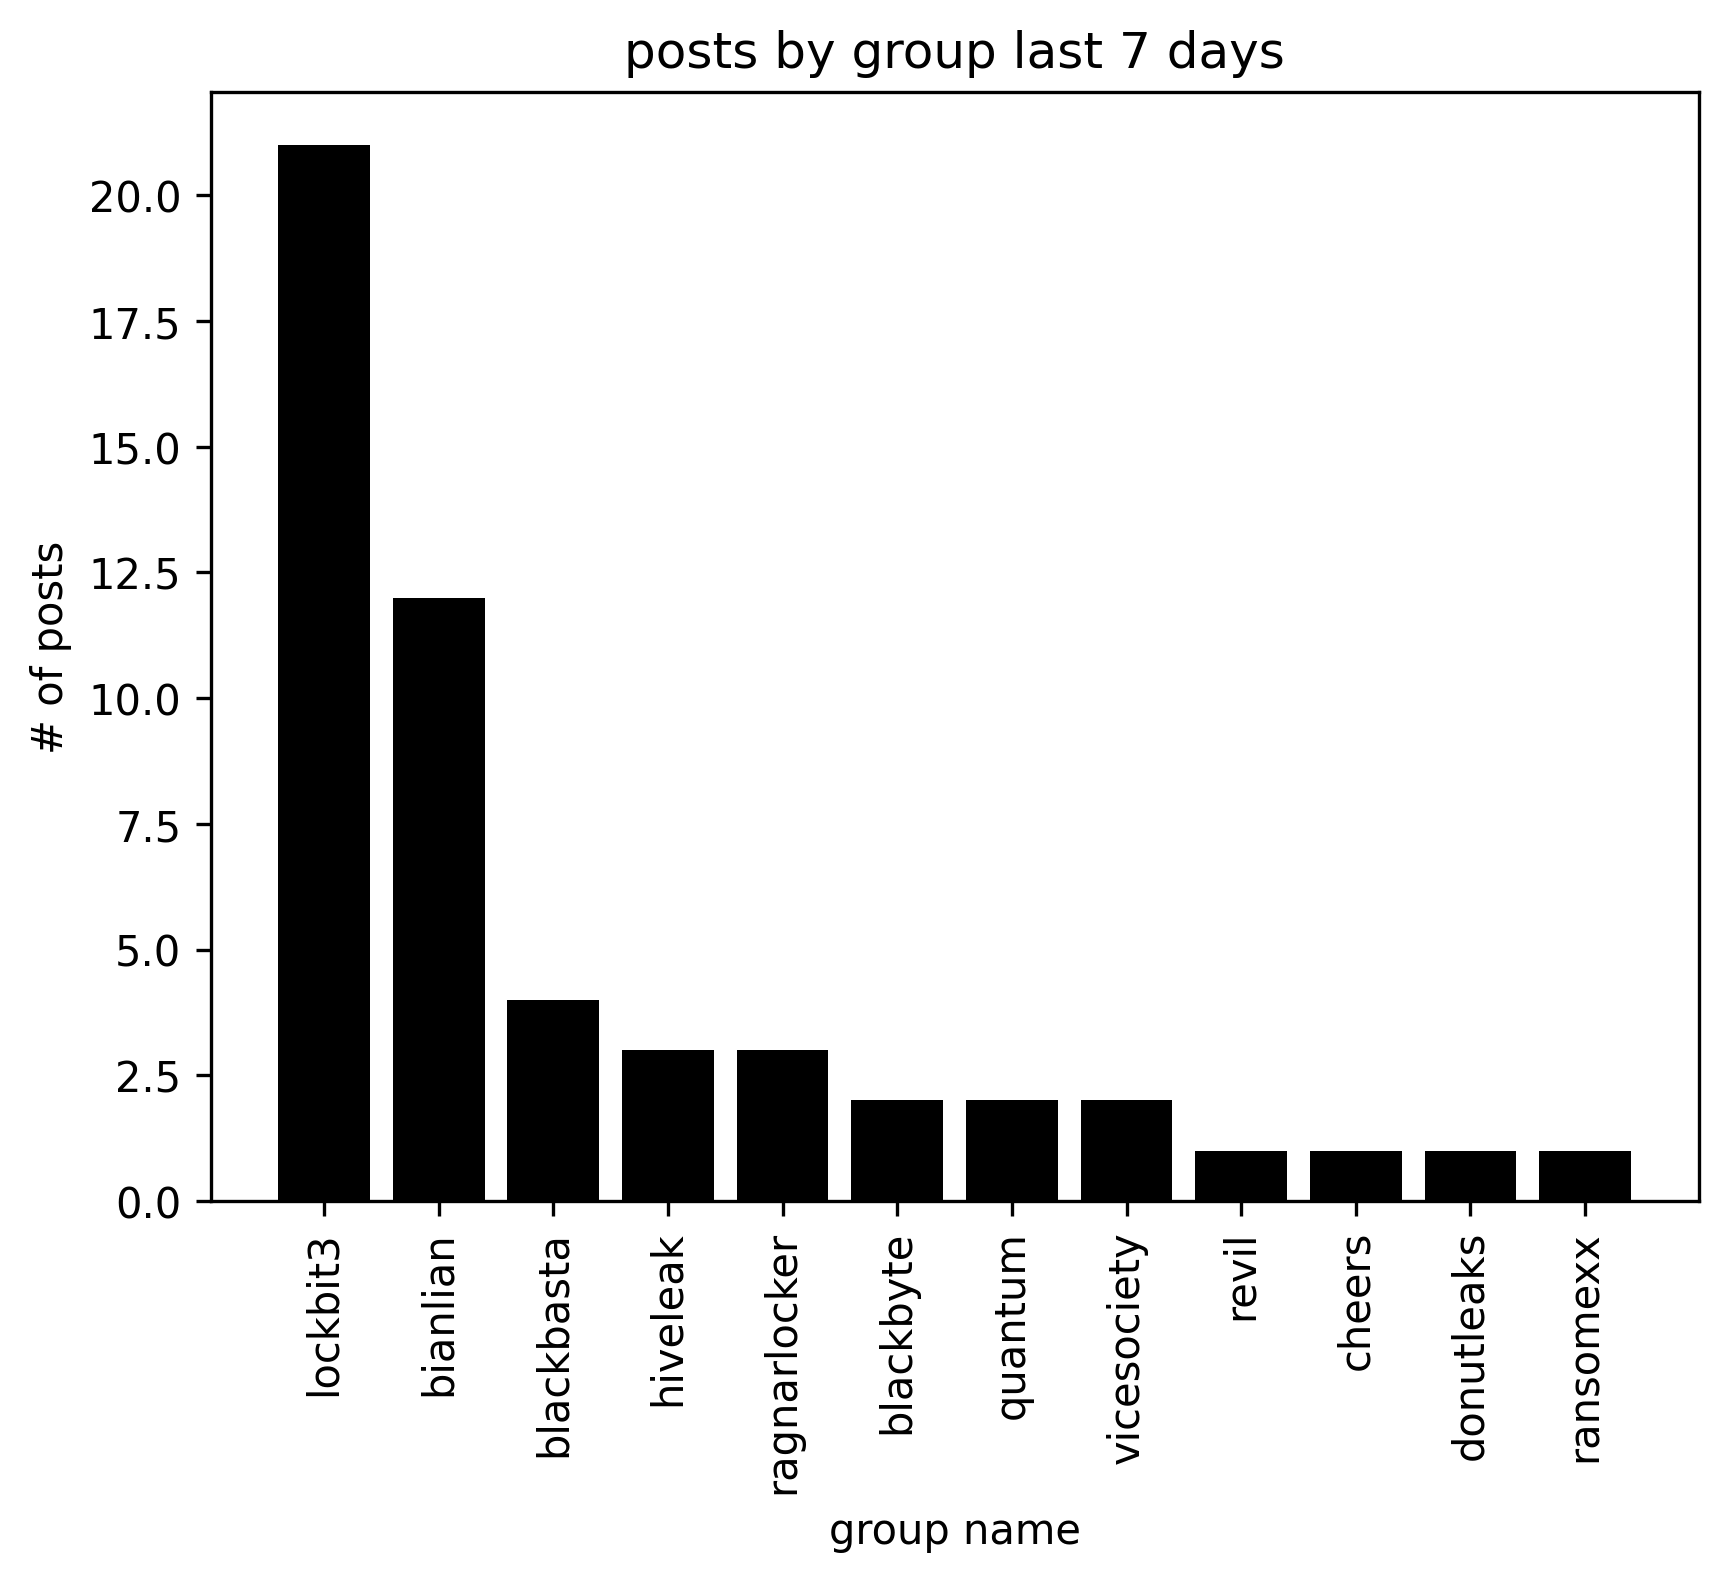 posts by group last 7 days
# of posts
20.0
17.5
15.0
12.5
10.0
7.5
5.0
2.5
0.0
lockbit3
bianlian
blackbasta
hiveleak
ragnarlocker
blackbyte
quantum
vicesociety
revil
cheers
donutleaks
ransomexx
group name